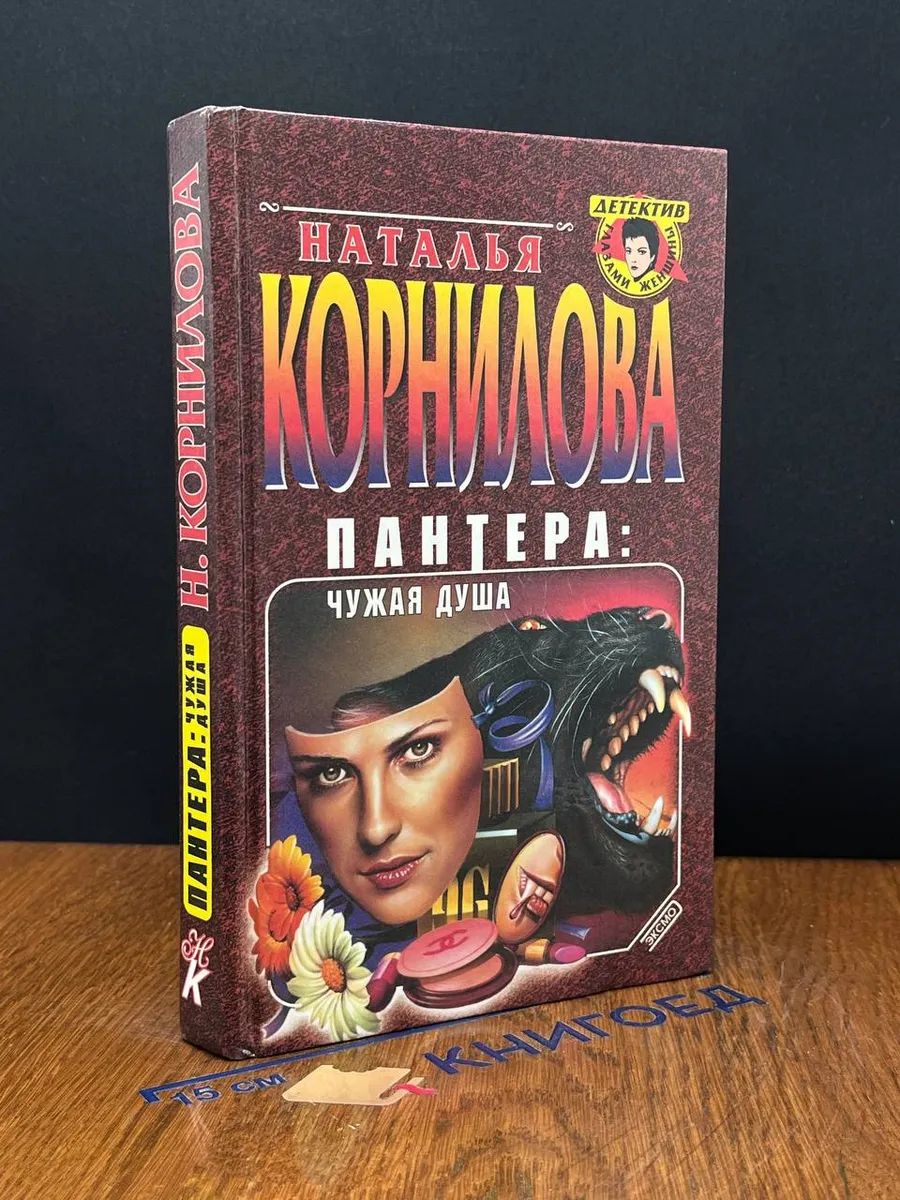 Н. КОРНИЛОВА
ПАНТЕРА:
ЧУЖАЯ
ДУША
НК
НАТАЛЬЯ
КОРНИЛОВА
ДЕТЕКТИВ
ГЛАЗАМИ ЖЕНЩИНЫ
ПАНТЕРА:
ЧУЖАЯ ДУША
ЭКСМО
15 СМ
КНИГОЕД